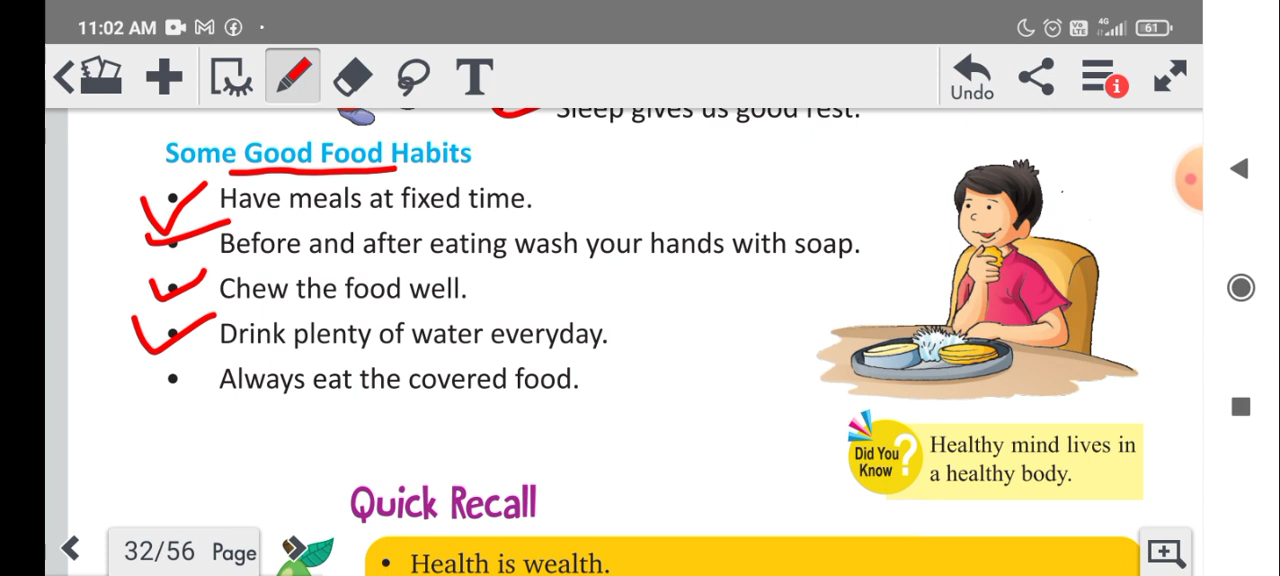 11:02 AM
4G
61
Undo
Sleep gives us good rest.
Some Good Food Habits
• Have meals at fixed time.
• Before and after eating wash your hands with soap.
• Chew the food well.
• Drink plenty of water everyday.
• Always eat the covered food.
Did You Know ?
Healthy mind lives in
a healthy body.
Quick Recall
32/56 Page
• Health is wealth.